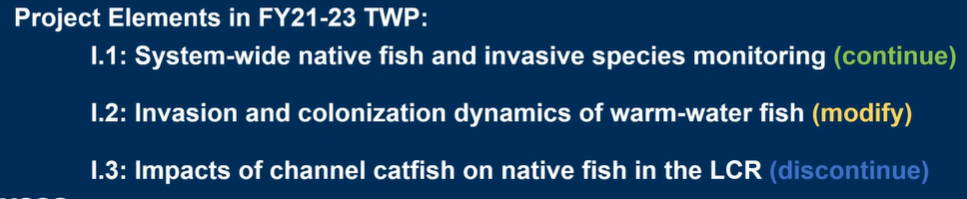 Project Elements in FY21-23 TWP:
I.1: System-wide native fish and invasive species monitoring (continue)
I.2: Invasion and colonization dynamics of warm-water fish (modify)
I.3: Impacts of channel catfish on native fish in the LCR (discontinue)